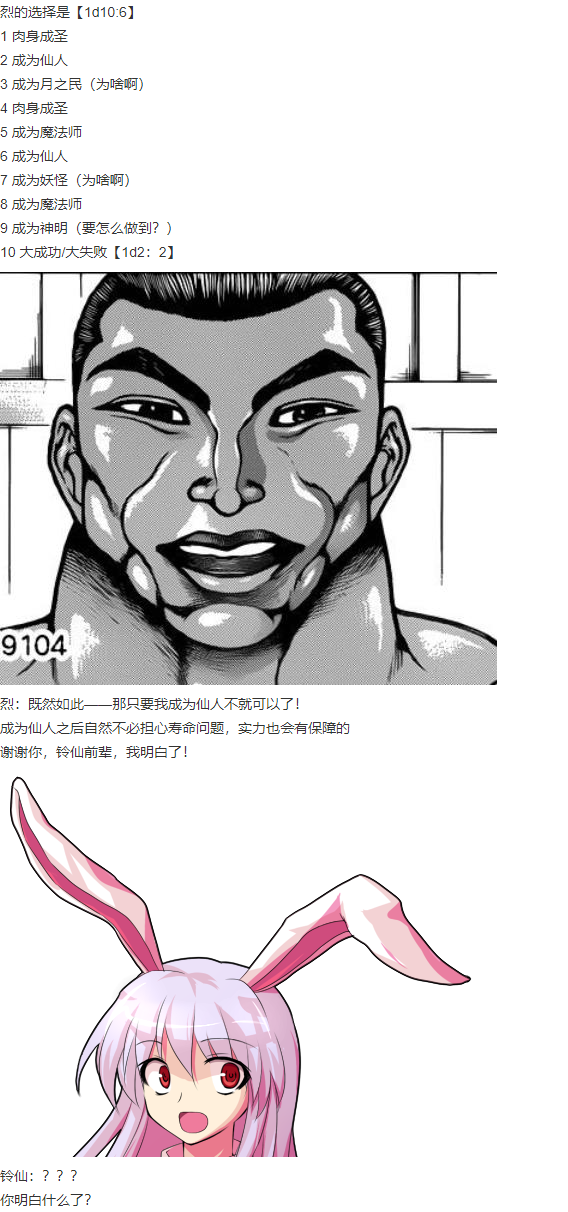 烈的选择是【1d10:6】
1 肉身成圣
2 成为仙人
3 成为月之民（为啥啊）
4 肉身成圣
5 成为魔法师
6 成为仙人
7 成为妖怪（为啥啊）
8 成为魔法师
9 成为神明（要怎么做到？）
10 大成功/大失败【1d2：2】
9104
烈：既然如此——那只要我成为仙人不就可以了！
成为仙人之后自然不必担心寿命问题，实力也会有保障的
谢谢你，铃仙前辈，我明白了！
铃仙：？？？
你明白什么了？